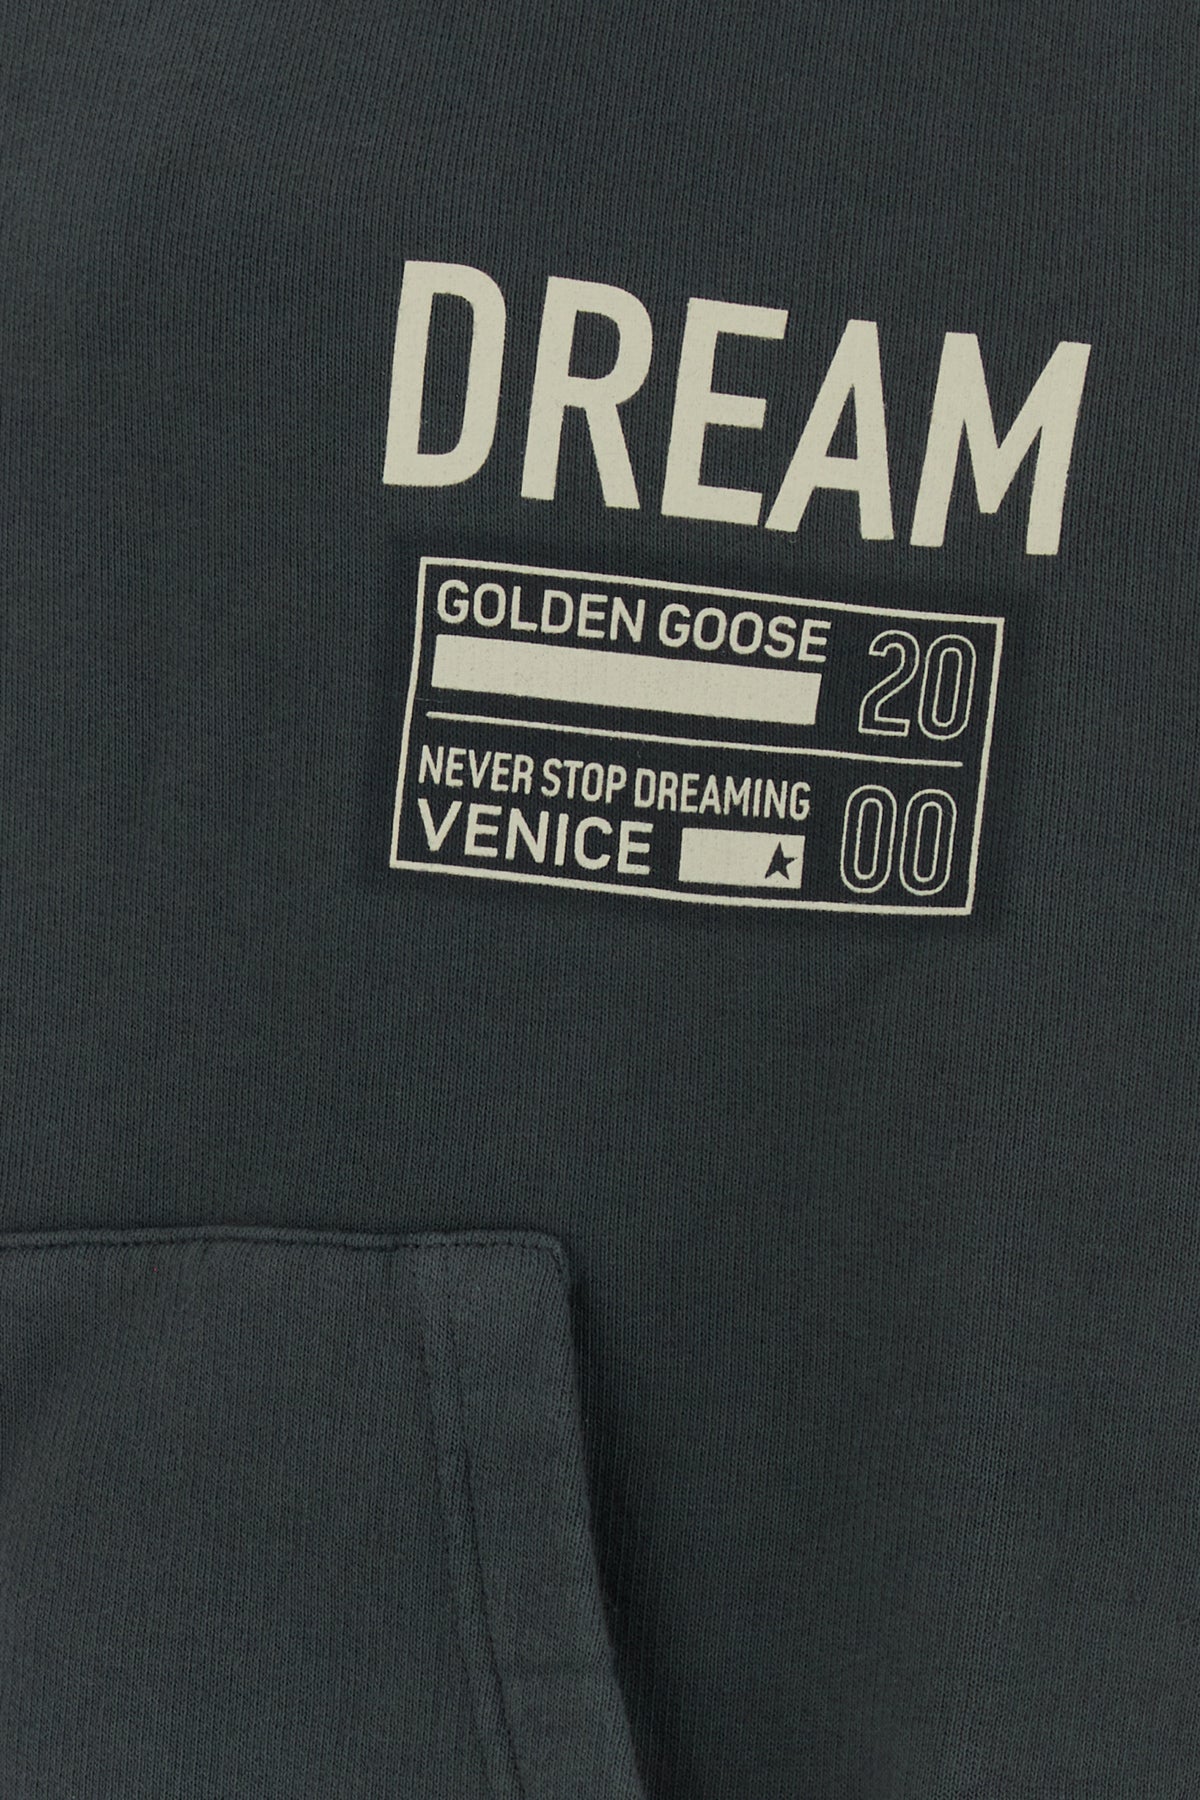 DREAM
GOLDEN GOOSE
20
NEVER STOP DREAMING
VENICE
00